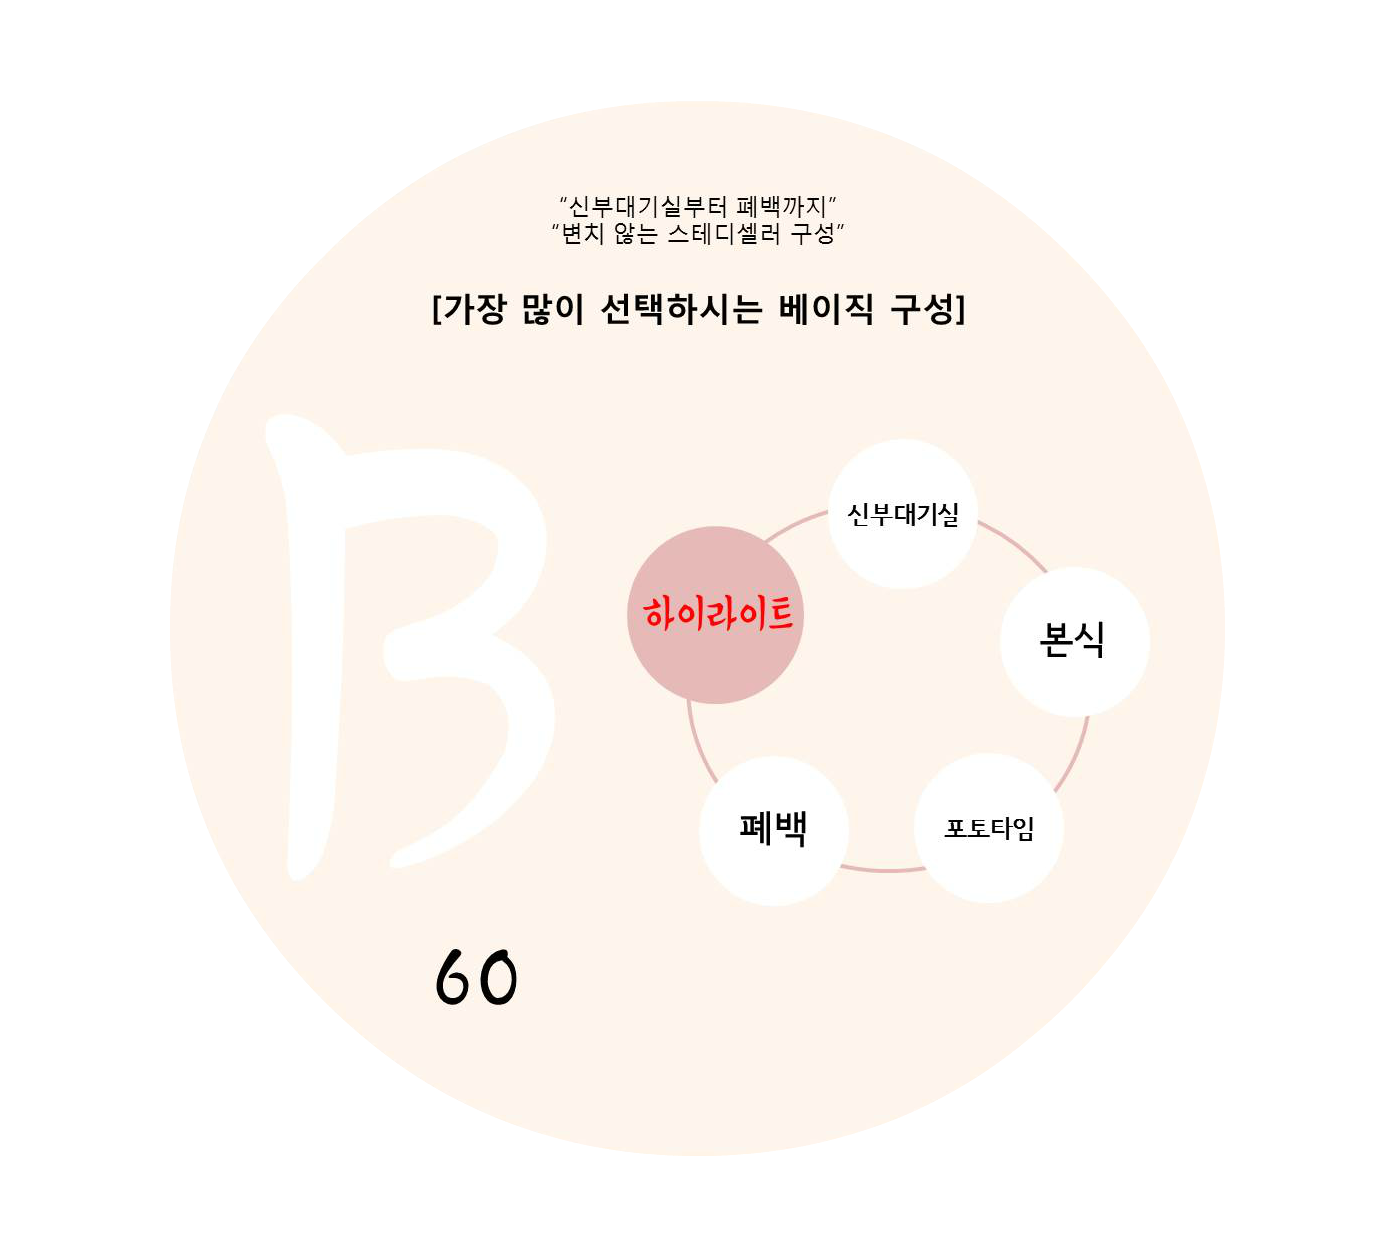 “신부대기실부터 폐백까지”
“변치 않는 스테디셀러 구성”
[가장 많이 선택하시는 베이직 구성]
B
신부대기실
하이라이트
본식
폐백
포토타임
60